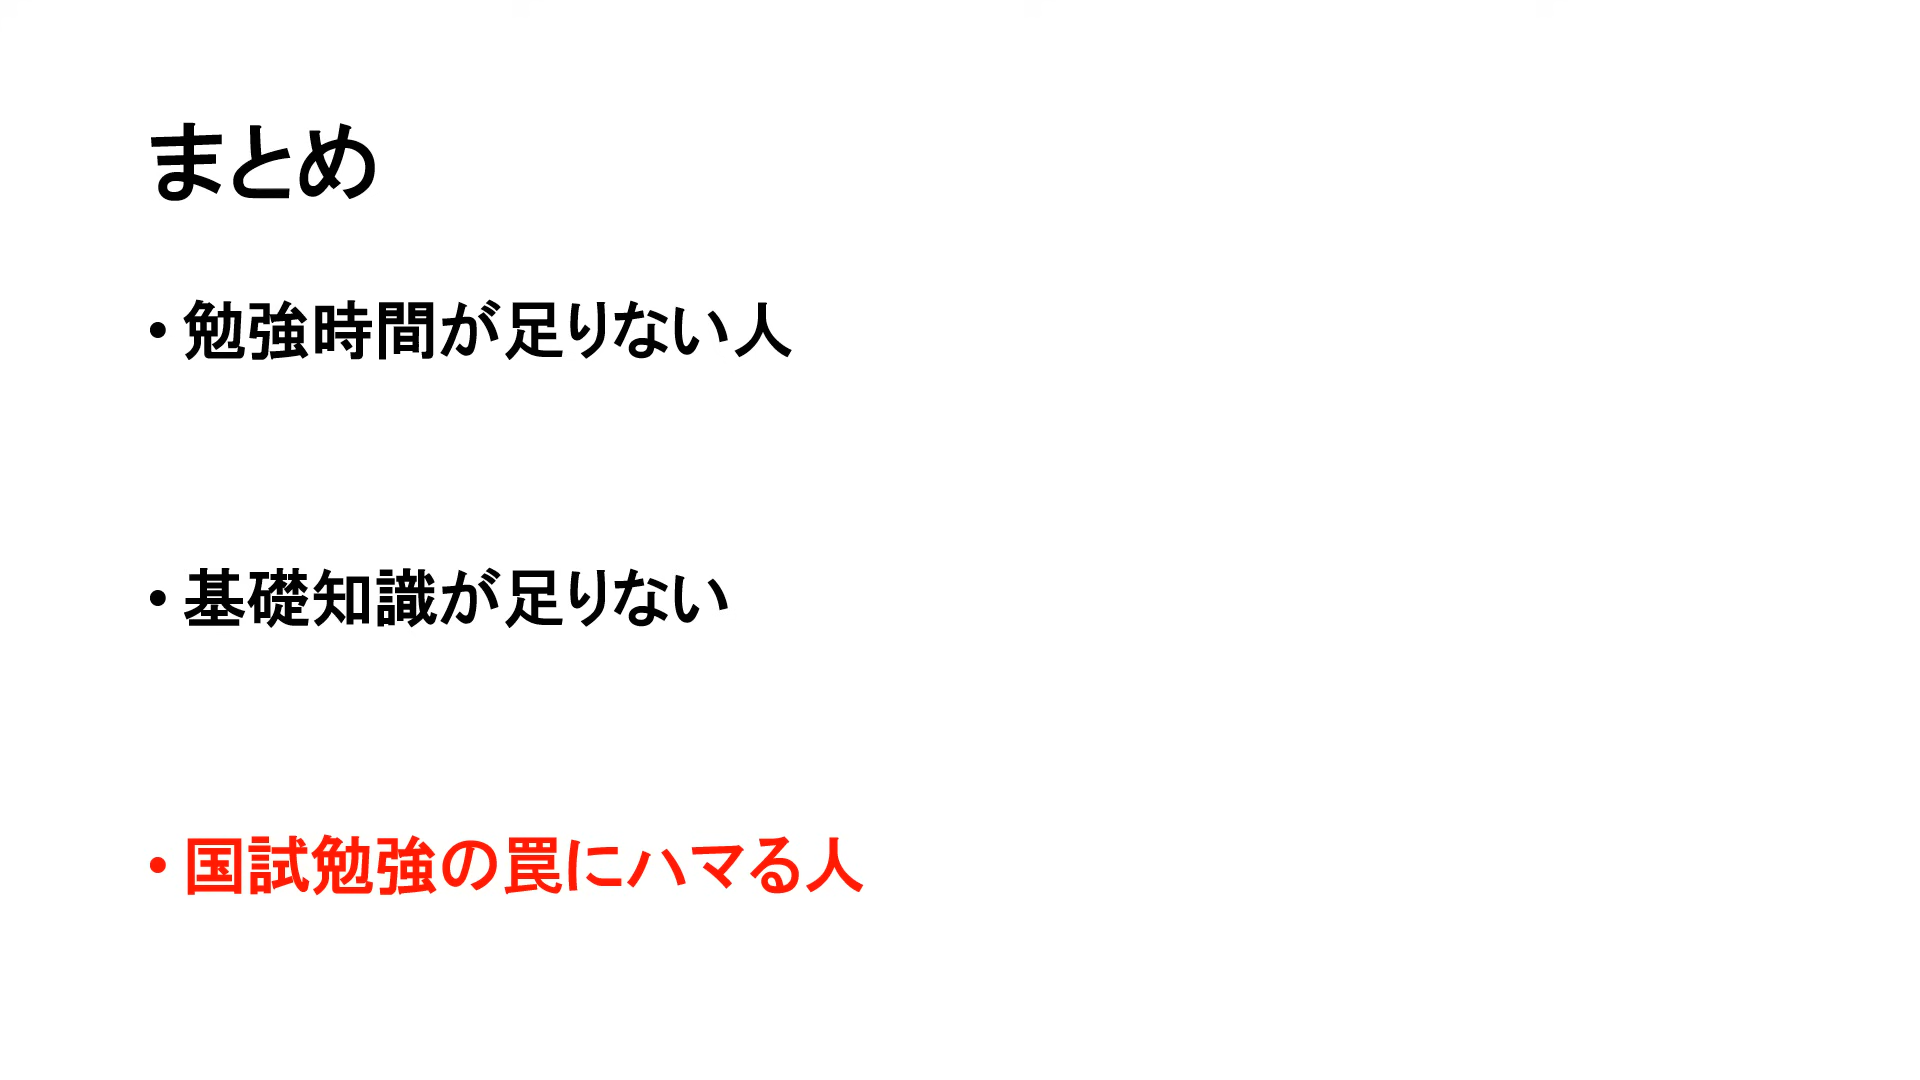 まとめ
• 勉強時間が足りない人
• 基礎知識が足りない
• 国試勉強の罠にハマる人